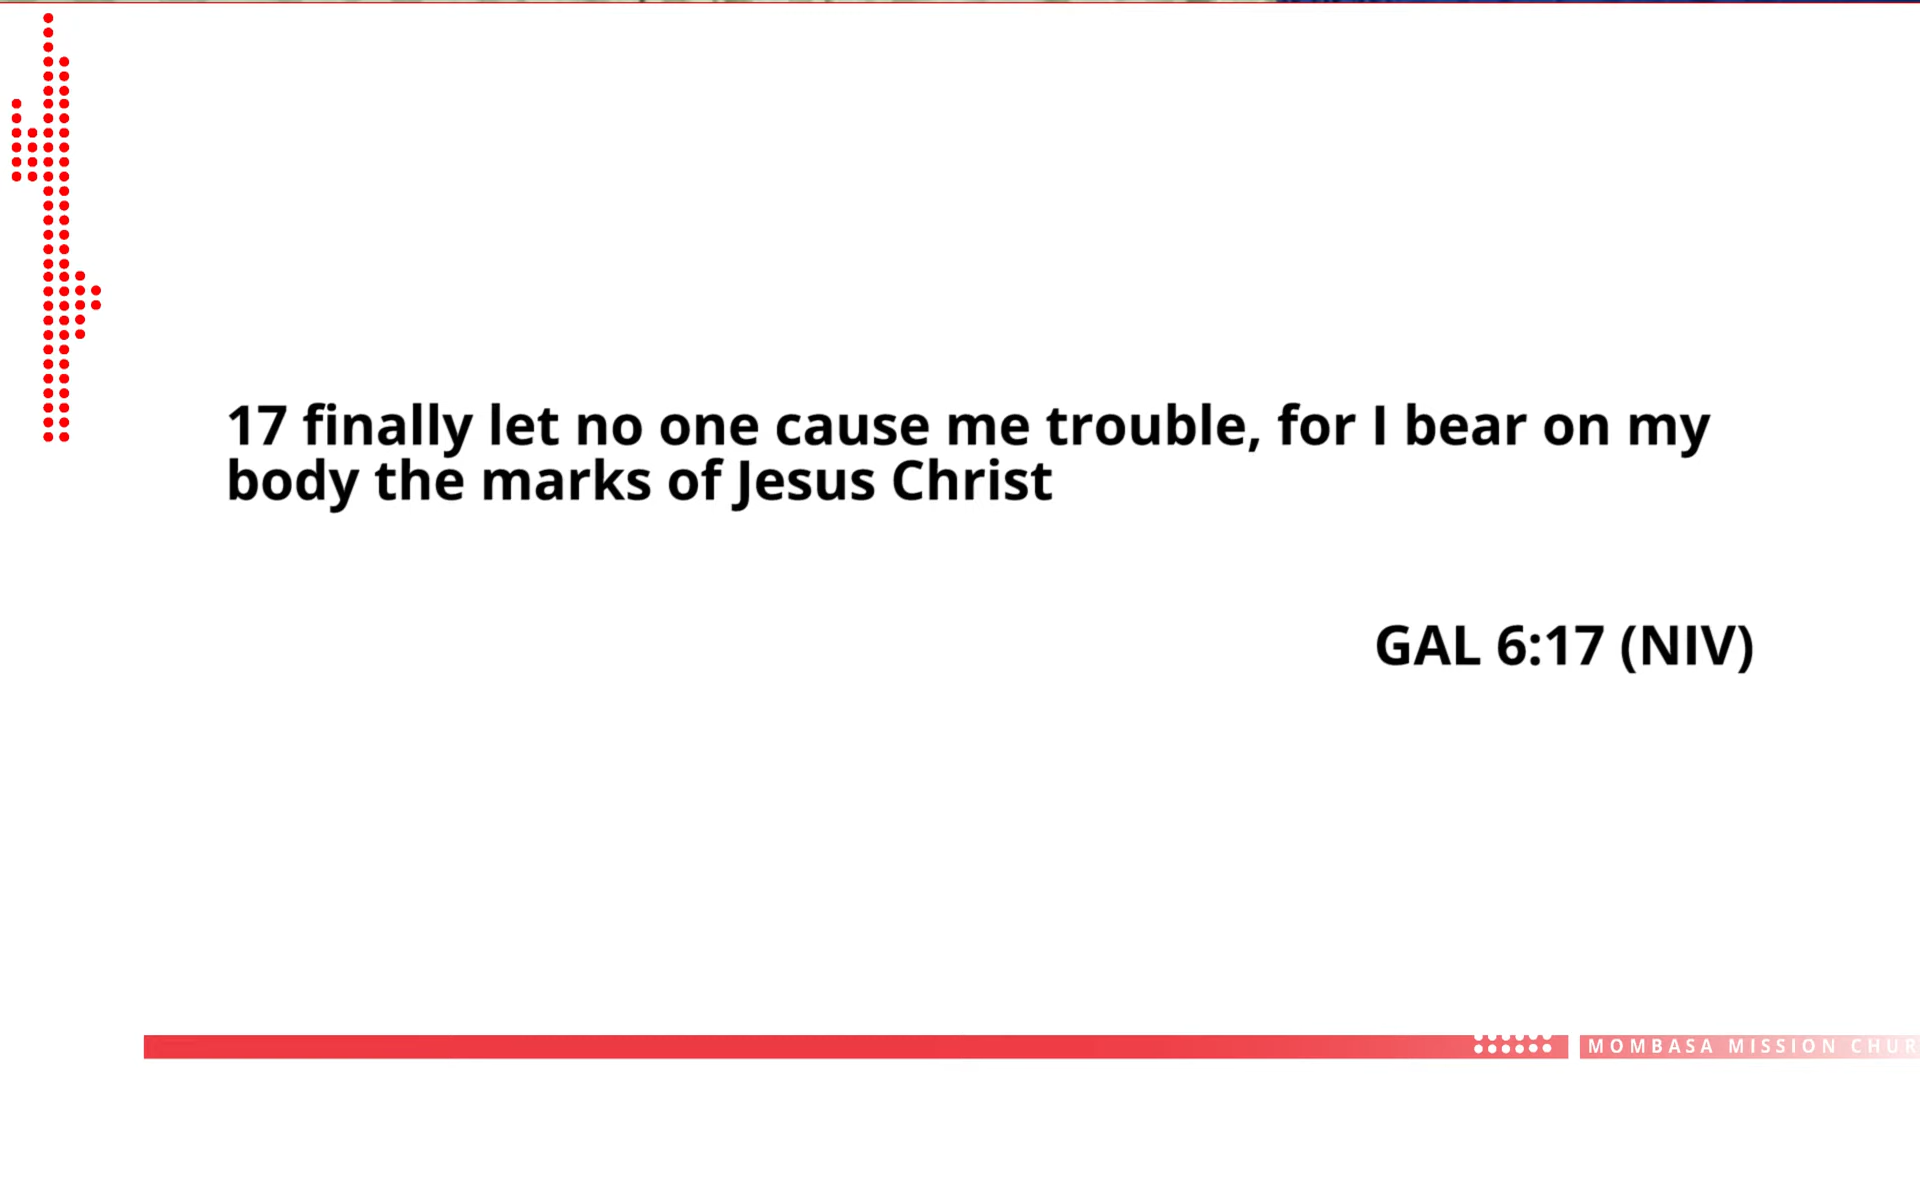 17 finally let no one cause me trouble, for I bear on my
body the marks of Jesus Christ
GAL 6:17 (NIV)
MOMBASA MISSION CHUR